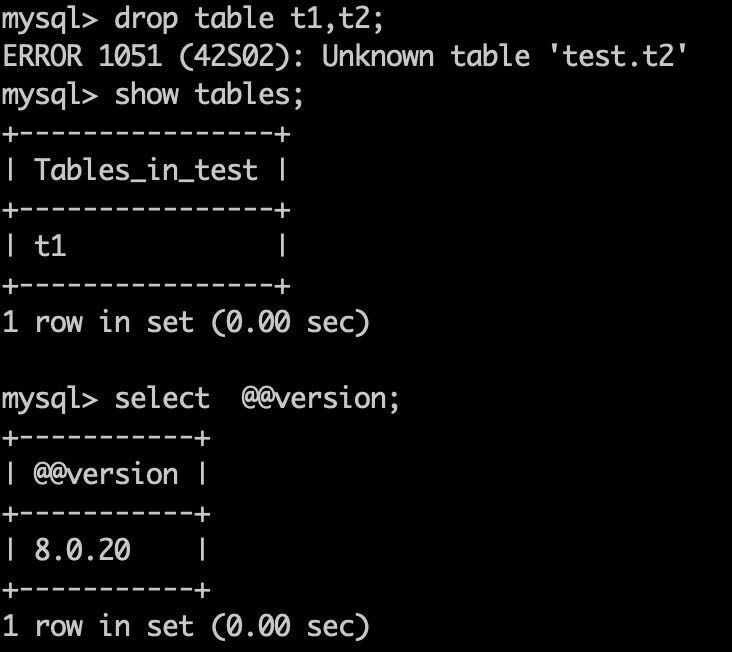 mysql> drop table t1,t2;
ERROR 1051 (42S02): Unknown table 'test.t2'
mysql> show tables;
+----------------+
| Tables_in_test |
+----------------+
| t1             |
+----------------+
1 row in set (0.00 sec)

mysql> select  @@version;
+-----------+
| @@version |
+-----------+
| 8.0.20    |
+-----------+
1 row in set (0.00 sec)